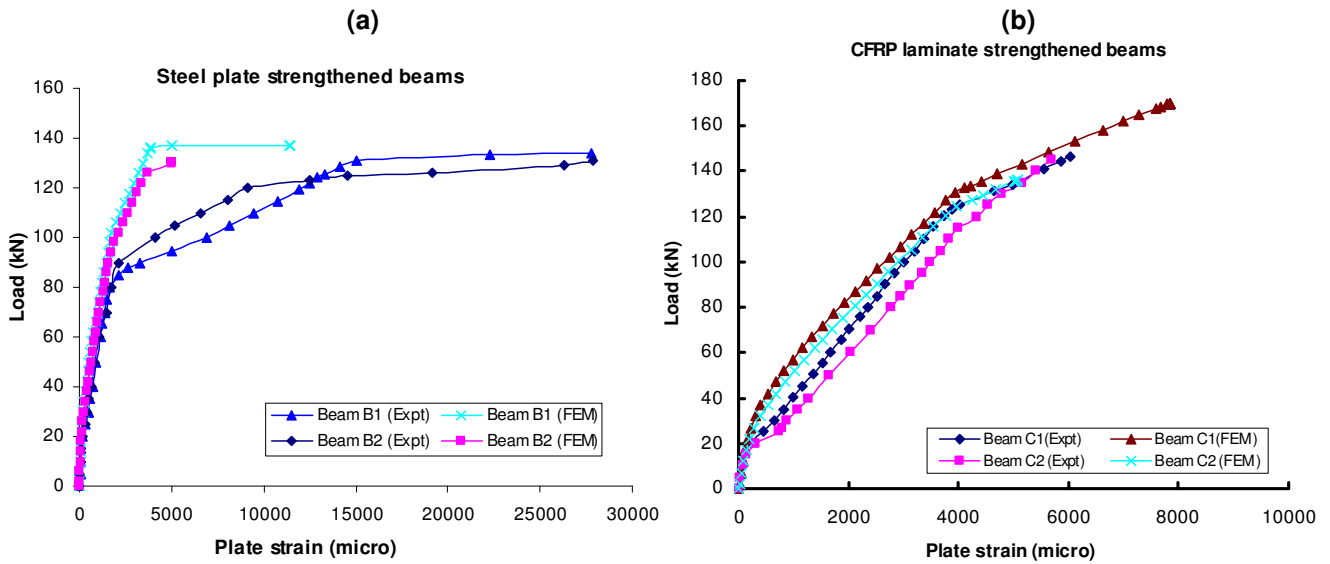 (a)
Steel plate strengthened beams
160
140
120
100
80
60
40
20
0
Load (kN)
0 5000 10000 15000 20000 25000 30000
Plate strain (micro)
Beam B1 (Expt) Beam B1 (FEM)
Beam B2 (Expt) Beam B2 (FEM)
(b)
CFRP laminate strengthened beams
180
160
140
120
100
80
60
40
20
0
Load (kN)
0 2000 4000 6000 8000 10000
Plate strain (micro)
Beam C1(Expt) Beam C1(FEM)
Beam C2 (Expt) Beam C2 (FEM)